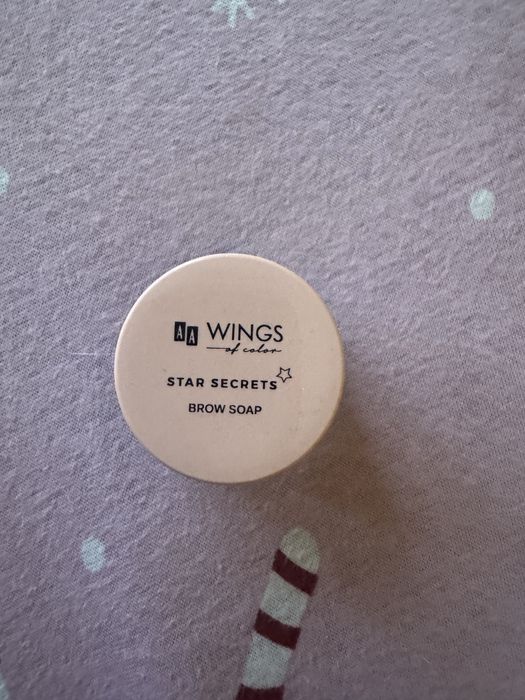 AA WINGS
of color
STAR SECRETS
BROW SOAP